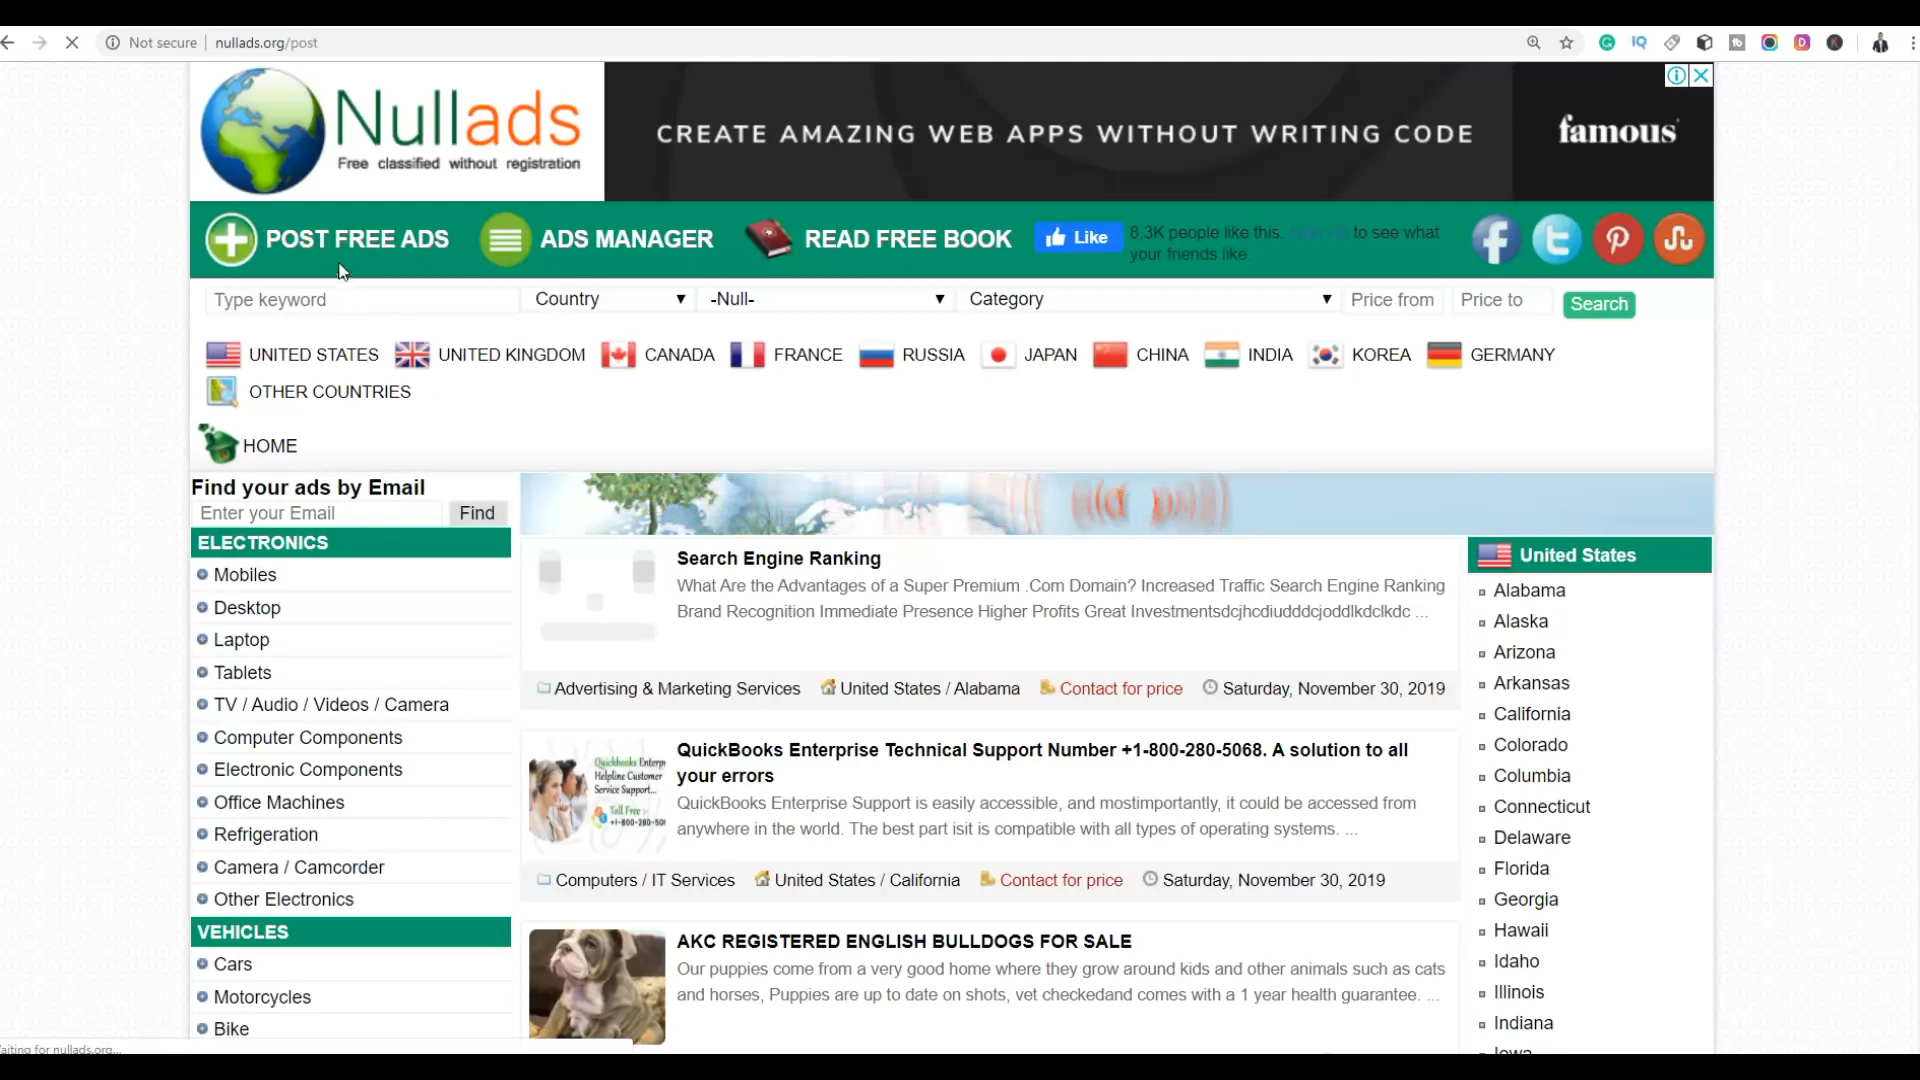 Not secure | nullads.org/post
Nullads
Free classified without registration
CREATE AMAZING WEB APPS WITHOUT WRITING CODE
famous
POST FREE ADS
ADS MANAGER
READ FREE BOOK
Like
8.3K people like this. to see what
your friends like
Type keyword
Country
-Null-
Category
Price from
Price to
Search
UNITED STATES
UNITED KINGDOM
CANADA
FRANCE
RUSSIA
JAPAN
CHINA
INDIA
KOREA
GERMANY
OTHER COUNTRIES
HOME
Find your ads by Email
Enter your Email
Find
ELECTRONICS
Mobiles
Desktop
Laptop
Tablets
TV / Audio / Videos / Camera
Computer Components
Electronic Components
Office Machines
Refrigeration
Camera / Camcorder
Other Electronics
VEHICLES
Cars
Motorcycles
Bike
Search Engine Ranking
What Are the Advantages of a Super Premium .Com Domain? Increased Traffic Search Engine Ranking
Brand Recognition Immediate Presence Higher Profits Great Investmentsdcjhcdiudddcjoddlkdclkdc ...
Advertising & Marketing Services
United States / Alabama
Contact for price
Saturday, November 30, 2019
Quickbooks Enterp
Helpline Customer
Service Support...
Toll Free :-
QuickBooks Enterprise Technical Support Number +1-800-280-5068. A solution to all
your errors
QuickBooks Enterprise Support is easily accessible, and mostimportantly, it could be accessed from
anywhere in the world. The best part isit is compatible with all types of operating systems. ...
Computers / IT Services
United States / California
Contact for price
Saturday, November 30, 2019
AKC REGISTERED ENGLISH BULLDOGS FOR SALE
Our puppies come from a very good home where they grow around kids and other animals such as cats
and horses, Puppies are up to date on shots, vet checkedand comes with a 1 year health guarantee. ...
United States
Alabama
Alaska
Arizona
Arkansas
California
Colorado
Columbia
Connecticut
Delaware
Florida
Georgia
Hawaii
Idaho
Illinois
Indiana
Iowa
aiting for nullads.org...